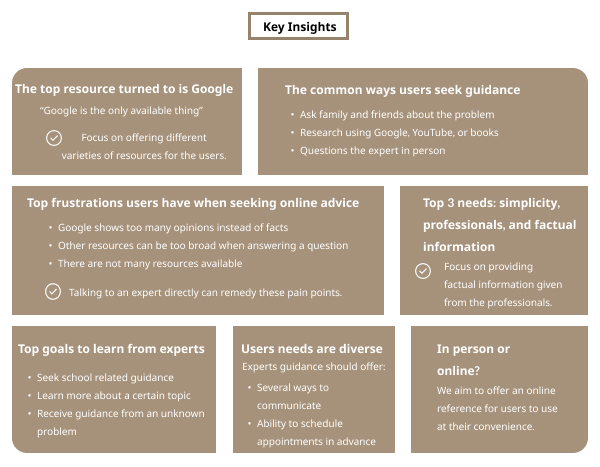 Key Insights
The top resource turned to is Google
“Google is the only available thing”
Focus on offering different
varieties of resources for the users.
The common ways users seek guidance
• Ask family and friends about the problem
• Research using Google, YouTube, or books
• Questions the expert in person
Top frustrations users have when seeking online advice
• Google shows too many opinions instead of facts
• Other resources can be too broad when answering a question
• There are not many resources available
Talking to an expert directly can remedy these pain points.
Top 3 needs: simplicity,
professionals, and factual
information
Focus on providing
factual information given
from the professionals.
Top goals to learn from experts
• Seek school related guidance
• Learn more about a certain topic
• Receive guidance from an unknown
problem
Users needs are diverse
Experts guidance should offer:
• Several ways to
communicate
• Ability to schedule
appointments in advance
In person or
online?
We aim to offer an online
reference for users to use
at their convenience.